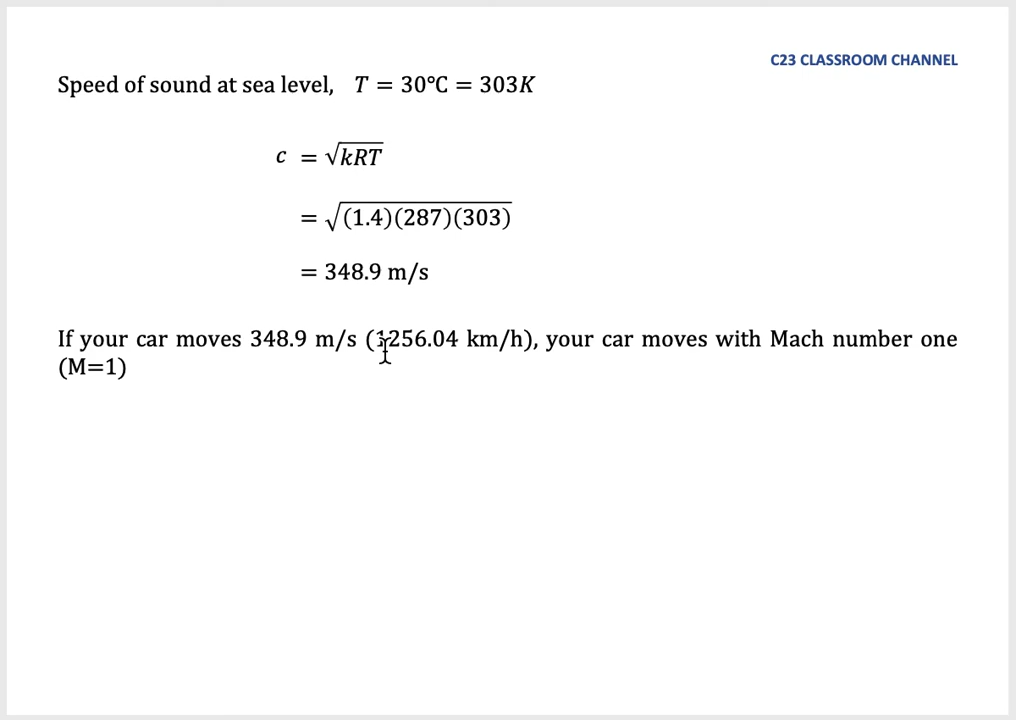 C23 CLASSROOM CHANNEL
Speed of sound at sea level, T = 30°C = 303K
c = √kRT
= √(1.4)(287)(303)
= 348.9 m/s
If your car moves 348.9 m/s (1256.04 km/h), your car moves with Mach number one
(M=1)